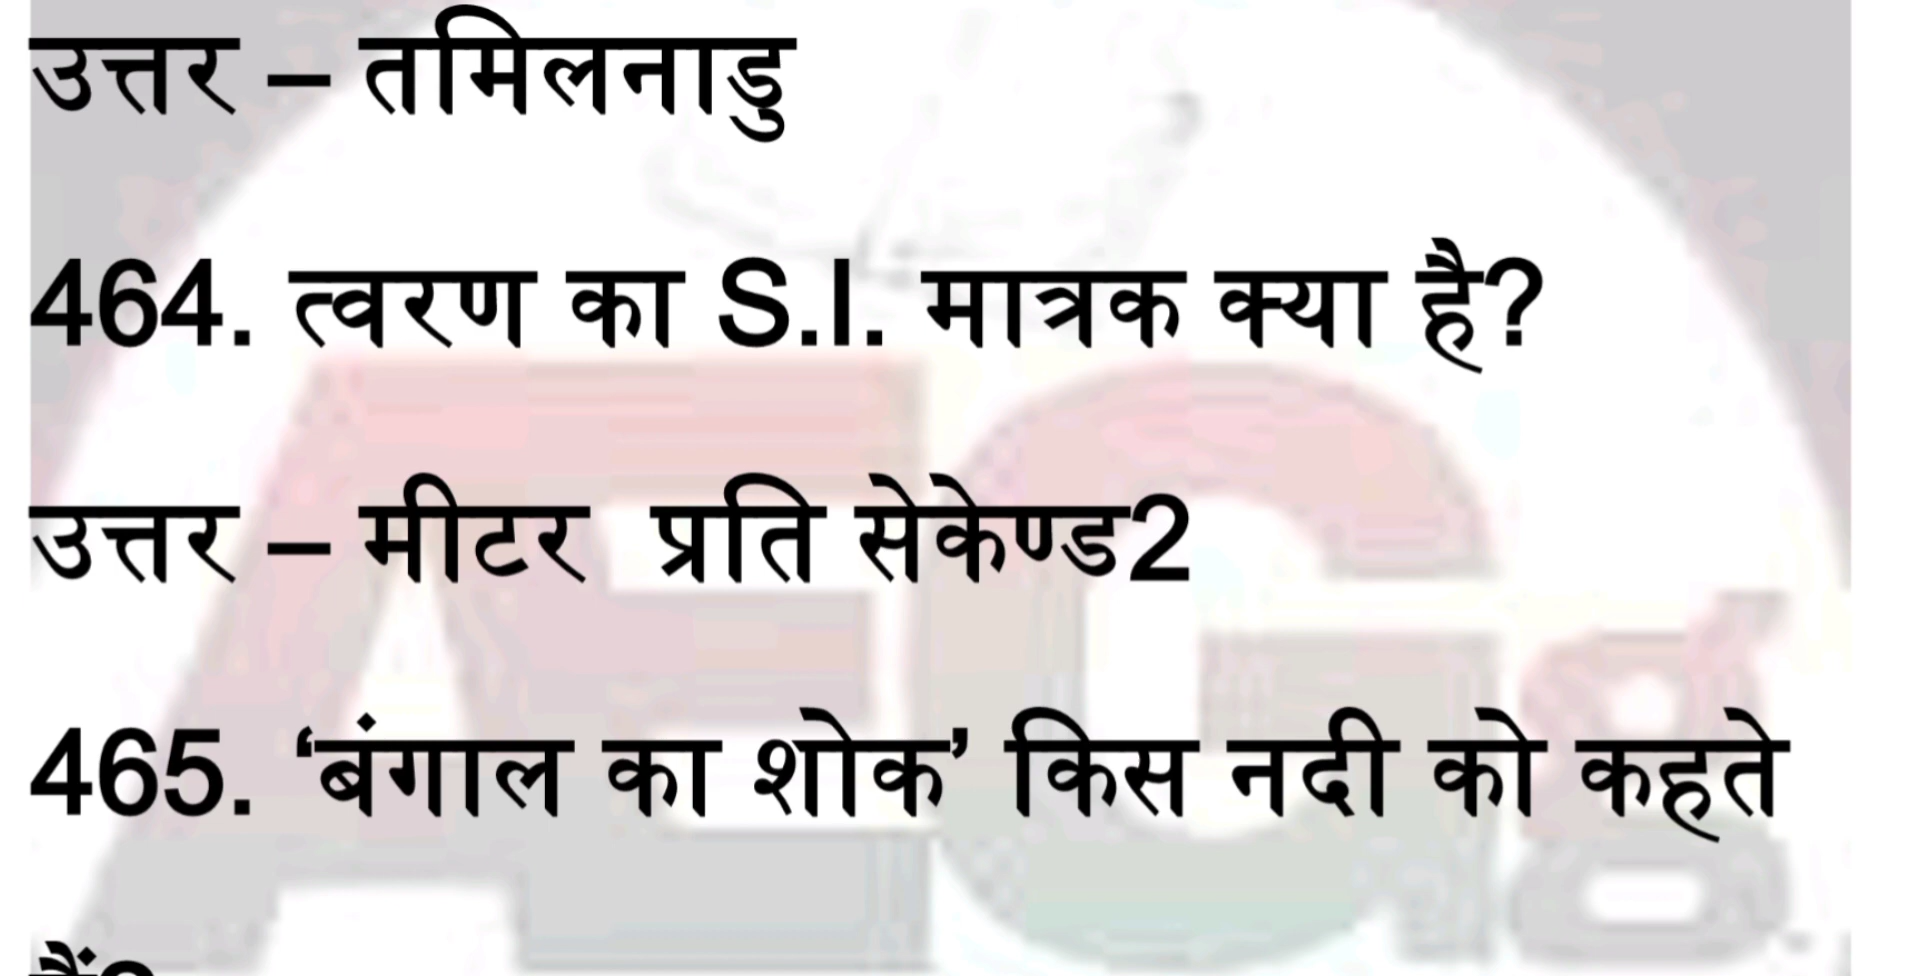 उत्तर – तमिलनाडु
464. त्वरण का S.I. मात्रक क्या है?
उत्तर – मीटर  प्रति सेकेण्ड2
465. ‘बंगाल का शोक’ किस नदी को कहते